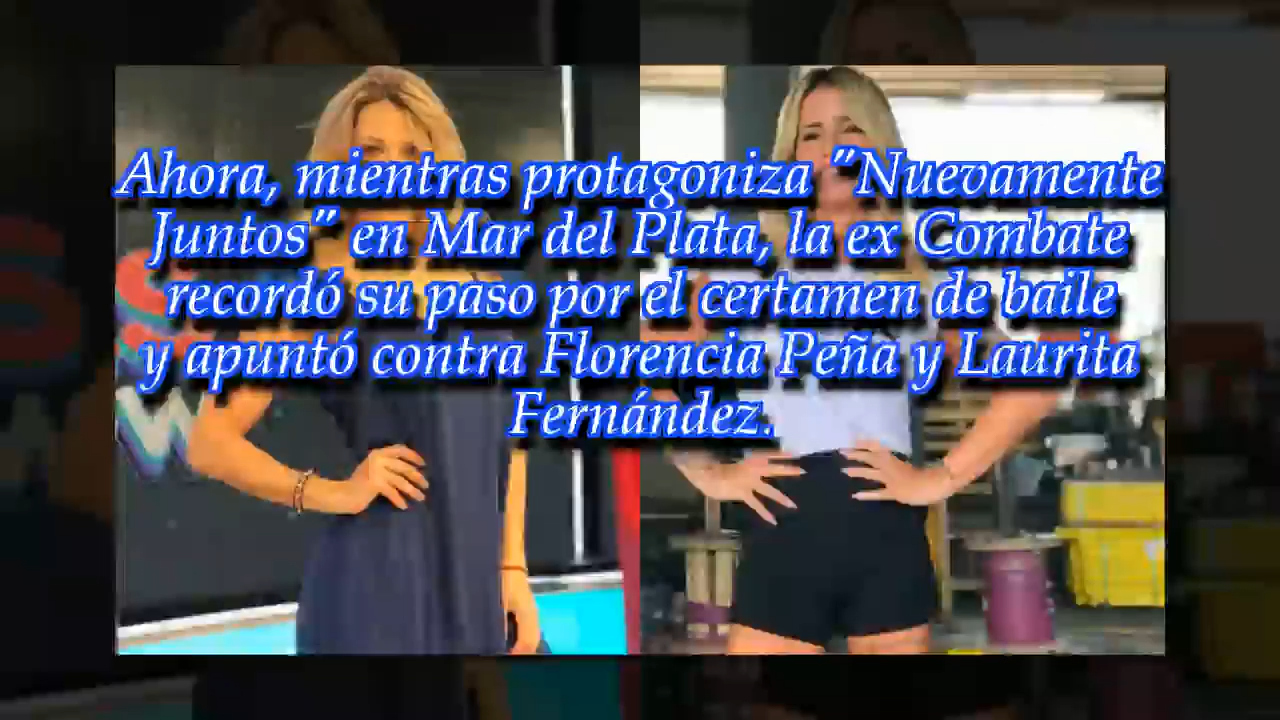 Ahora, mientras protagoniza "Nuevamente
Juntos" en Mar del Plata, la ex Combate
recordó su paso por el certamen de baile
y apuntó contra Florencia Peña y Laurita
Fernández.